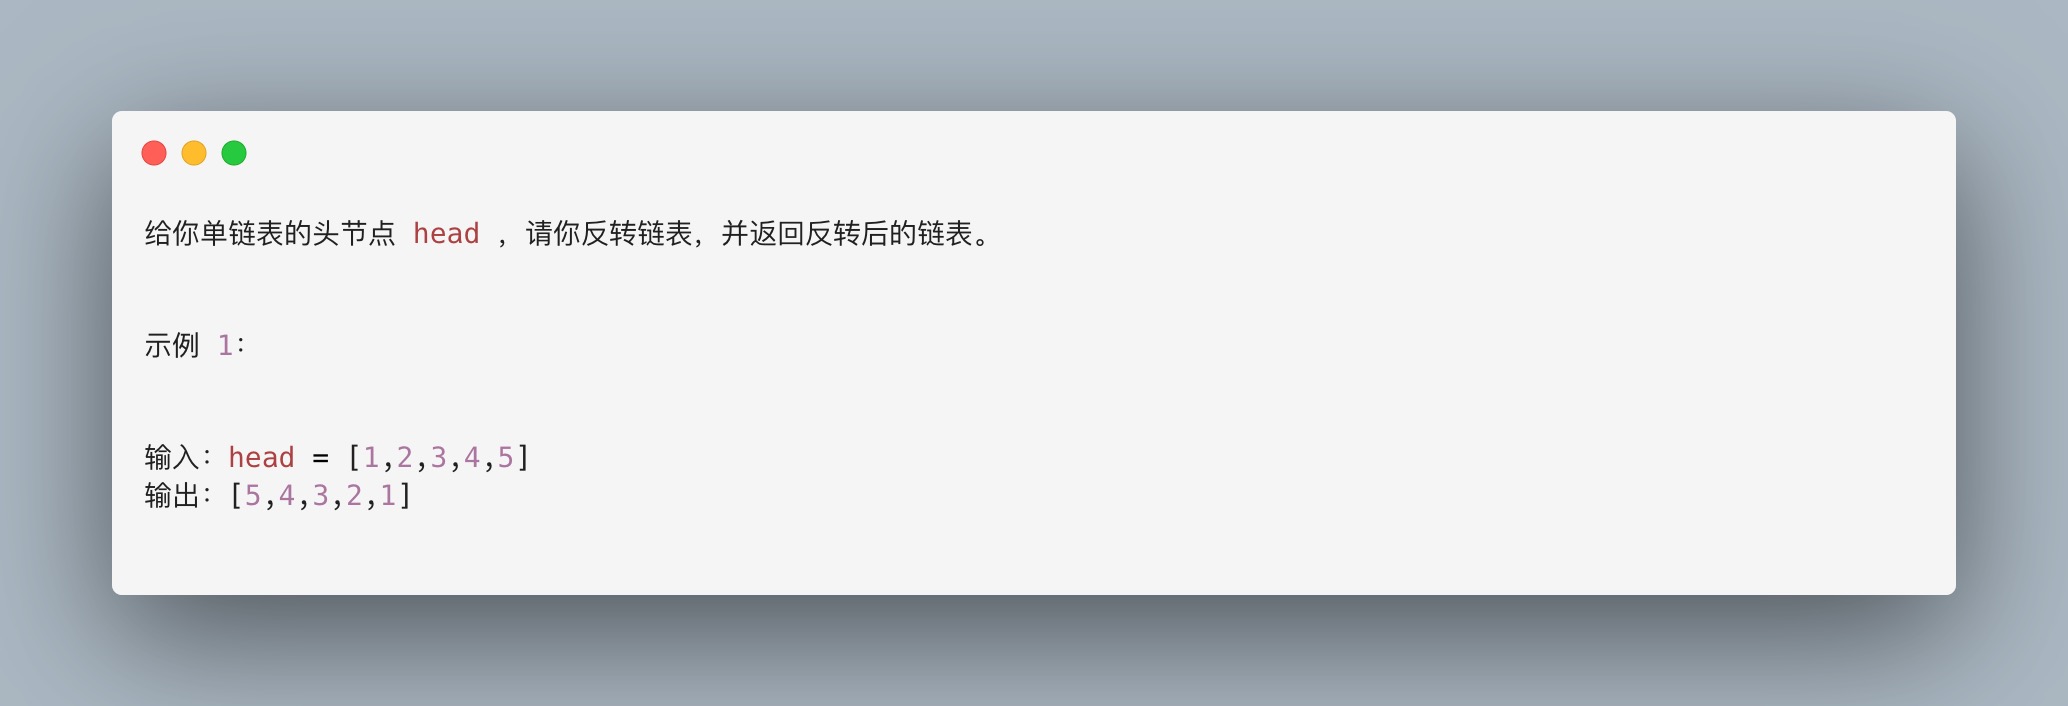 给你单链表的头节点 head ，请你反转链表，并返回反转后的链表。
示例 1：
输入：head = [1,2,3,4,5]
输出：[5,4,3,2,1]